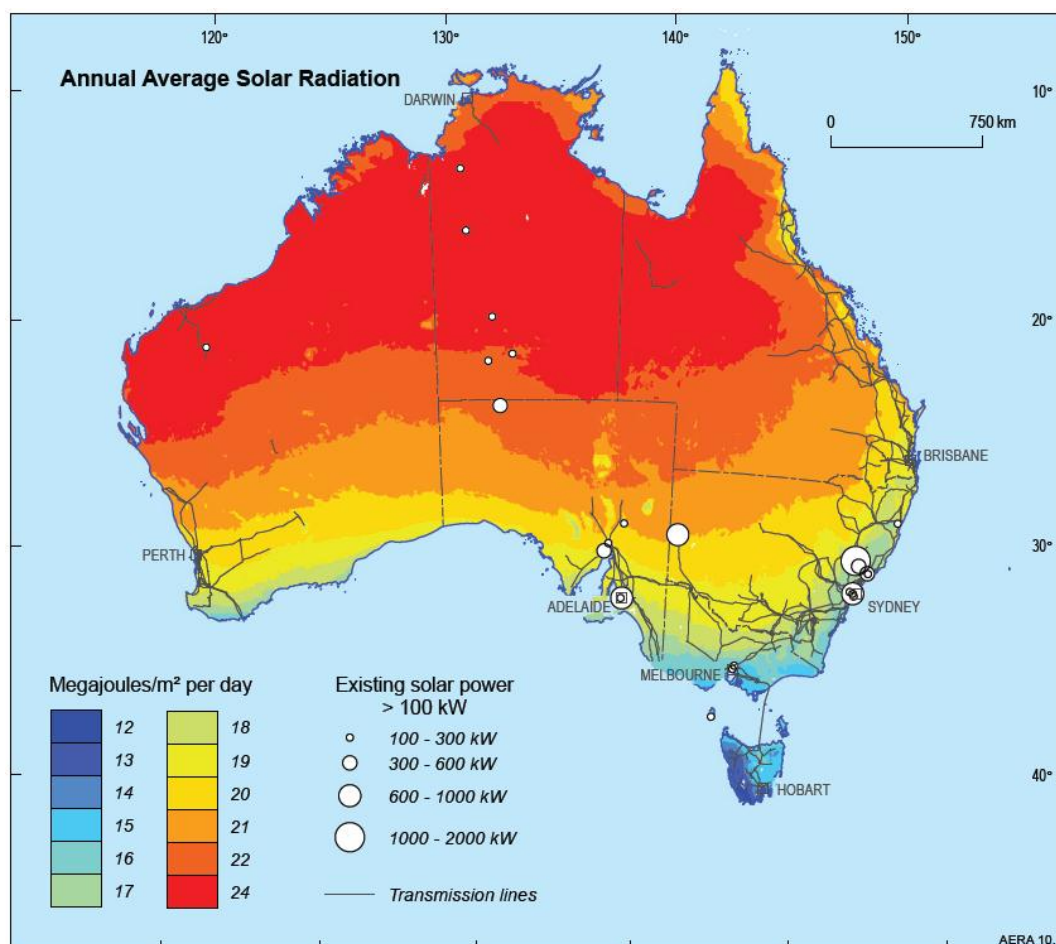 120° 130° 140° 150°
Annual Average Solar Radiation
DARWIN
10°
0 750 km
20°
BRISBANE
PERTH
30°
ADELAIDE
SYDNEY
MELBOURNE
HOBART
40°
Megajoules/m² per day
12 18
13 19
14 20
15 21
16 22
17 24
Existing solar power
> 100 kW
100 - 300 kW
300 - 600 kW
600 - 1000 kW
1000 - 2000 kW
Transmission lines
AERA 10.